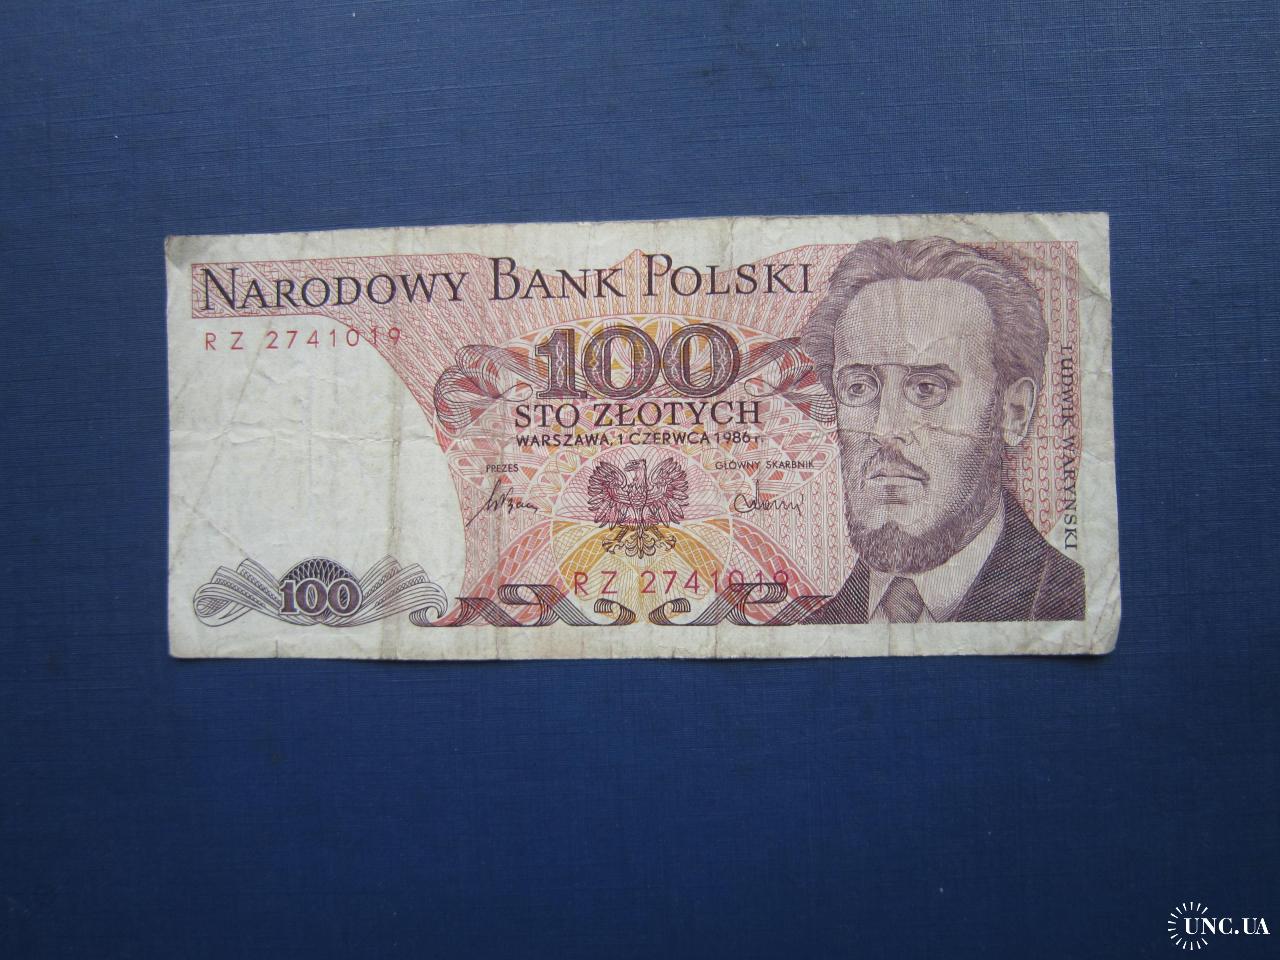 NARODOWY BANK POLSKI
RZ 2741019
100
STO ZŁOTYCH
WARSZAWA, 1 CZERWCA 1986 r.
PREZES
GŁÓWNY SKARBNIK
LUDWIK WARYŃSKI
100
RZ 2741019
UNC.UA